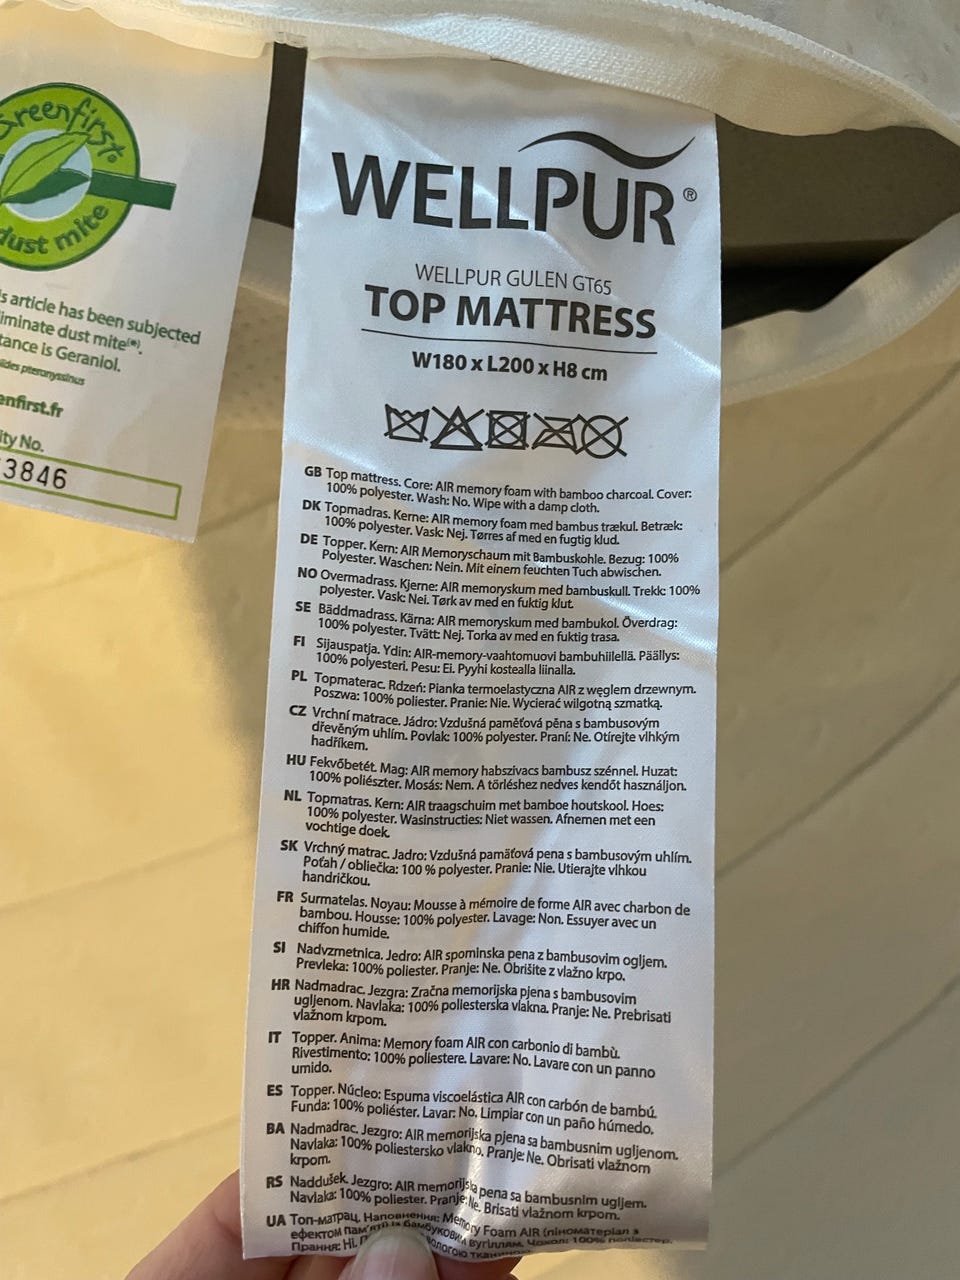 Greenfirst®
dust mite
s article has been subjected
iminate dust mite(*).
tance is Geraniol.
ides pteronyssinus
enfirst.fr
ity No.
3846
WELLPUR®
WELLPUR GULEN GT65
TOP MATTRESS
W180 x L200 x H8 cm
GB Top mattress. Core: AIR memory foam with bamboo charcoal. Cover:
100% polyester. Wash: No. Wipe with a damp cloth.
DK Topmadras. Kerne: AIR memory foam med bambus trækul. Betræk:
100% polyester. Vask: Nej. Tørres af med en fugtig klud.
DE Topper. Kern: AIR Memoryschaum mit Bambuskohle. Bezug: 100%
Polyester. Waschen: Nein. Mit einem feuchten Tuch abwischen.
NO Overmadrass. Kjerne: AIR memoryskum med bambuskull. Trekk: 100%
polyester. Vask: Nei. Tørk av med en fuktig klut.
SE Bäddmadrass. Kärna: AIR memoryskum med bambukol. Överdrag:
100% polyester. Tvätt: Nej. Torka av med en fuktig trasa.
FI Sijauspatja. Ydin: AIR-memory-vaahtomuovi bambuhiilellä. Päällys:
100% polyesteri. Pesu: Ei. Pyyhi kostealla liinalla.
PL Topmaterac. Rdzeń: Pianka termoelastyczna AIR z węglem drzewnym.
Poszwa: 100% poliester. Pranie: Nie. Wycierać wilgotną szmatką.
CZ Vrchní matrace. Jádro: Vzdušná paměťová pěna s bambusovým
dřevěným uhlím. Povlak: 100% polyester. Praní: Ne. Otírejte vlhkým
hadříkem.
HU Fekvőbetét. Mag: AIR memory habszivacs bambusz szénnel. Huzat:
100% poliészter. Mosás: Nem. A törléshez nedves kendőt használjon.
NL Topmatras. Kern: AIR traagschuim met bamboe houtskool. Hoes:
100% polyester. Wasinstructies: Niet wassen. Afnemen met een
vochtige doek.
SK Vrchný matrac. Jadro: Vzdušná pamäťová pena s bambusovým uhlím.
Poťah / obliečka: 100 % polyester. Pranie: Nie. Utierajte vlhkou
handričkou.
FR Surmatelas. Noyau: Mousse à mémoire de forme AIR avec charbon de
bambou. Housse: 100% polyester. Lavage: Non. Essuyer avec un
chiffon humide.
SI Nadvzmetnica. Jedro: AIR spominska pena z bambusovim ogljem.
Prevleka: 100% poliester. Pranje: Ne. Obrišite z vlažno krpo.
HR Nadmadrac. Jezgra: Zračna memorijska pjena s bambusovim
ugljenom. Navlaka: 100% poliesterska vlakna. Pranje: Ne. Prebrisati
vlažnom krpom.
IT Topper. Anima: Memory foam AIR con carbonio di bambù.
Rivestimento: 100% poliestere. Lavare: No. Lavare con un panno
umido.
ES Topper. Núcleo: Espuma viscoelástica AIR con carbón de bambú.
Funda: 100% poliéster. Lavar: No. Limpiar con un paño húmedo.
BA Nadmadrac. Jezgro: AIR memorijska pjena sa bambusnim ugljenom.
Navlaka: 100% poliestersko vlakno. Pranje: Ne. Obrisati vlažnom
krpom.
RS Naddušek. Jezgro: AIR memorijska pena sa bambusnim ugljem.
Navlaka: 100% poliester. Pranje: Ne. Brisati vlažnom krpom.
UA Топ-матрац. Наповнення: Memory Foam AIR (піноматеріал з
ефектом пам'яті) із бамбуковим вугіллям. Чохол: 100% поліестер.
Прання: Ні. вологою тканиною.